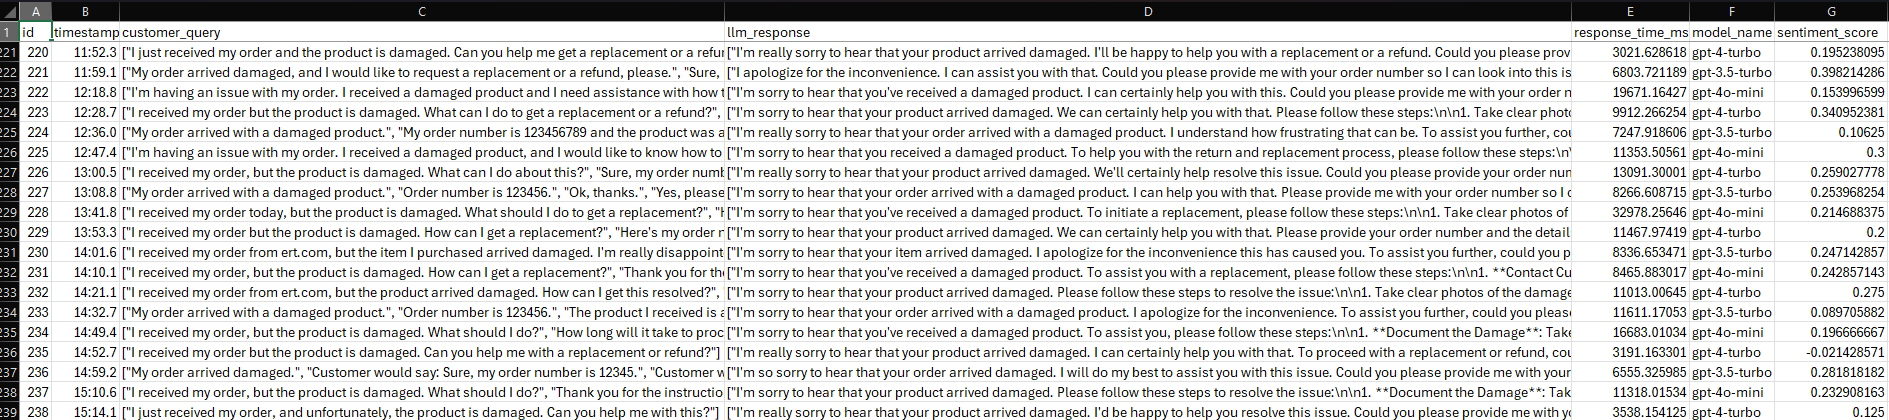 A B C D E F G
1 id timestamp customer_query llm_response response_time_ms model_name sentiment_score
221 220 11:52.3 ["I just received my order and the product is damaged. Can you help me get a replacement or a refur ["I'm really sorry to hear that your product arrived damaged. I'll be happy to help you with a replacement or a refund. Could you please prov 3021.628618 gpt-4-turbo 0.195238095
222 221 11:59.1 ["My order arrived damaged, and I would like to request a replacement or a refund, please.", "Sure, ["I apologize for the inconvenience. I can assist you with that. Could you please provide me with your order number so I can look into this is 6803.721189 gpt-3.5-turbo 0.398214286
223 222 12:18.8 ["I'm having an issue with my order. I received a damaged product and I need assistance with how t ["I'm sorry to hear that you've received a damaged product. I can certainly help you with this. Could you please provide me with your order n 19671.16427 gpt-4o-mini 0.153996599
224 223 12:28.7 ["I received my order but the product is damaged. What can I do to get a replacement or a refund?", ["I'm sorry to hear that you received a damaged product. We can certainly help you with that. Please follow these steps:\n\n1. Take clear phot 9912.266254 gpt-4-turbo 0.340952381
225 224 12:36.0 ["My order arrived with a damaged product.", "My order number is 123456789 and the product was a ["I'm really sorry to hear that your order arrived with a damaged product. I understand how frustrating that can be. To assist you further, cou 7247.918606 gpt-3.5-turbo 0.10625
226 225 12:47.4 ["I'm having an issue with my order. I received a damaged product, and I would like to know how to ["I'm sorry to hear that you received a damaged product. To help you with the return and replacement process, please follow these steps:\n\ 11353.50561 gpt-4o-mini 0.3
227 226 13:00.5 ["I received my order, but the product is damaged. What can I do about this?", "Sure, my order numb ["I'm sorry to hear that your product arrived damaged. We'll certainly help you resolve this issue. Could you please provide your order nun 13091.30001 gpt-4-turbo 0.259027778
228 227 13:08.8 ["My order arrived with a damaged product.", "Order number is 123456.", "Ok, thanks.", "Yes, please ["I'm sorry to hear that your order arrived with a damaged product. I can help you with that. Please provide me with your order number so I c 8266.608715 gpt-3.5-turbo 0.253968254
229 228 13:41.8 ["I received my order today, but the product is damaged. What should I do to get a replacement?", "H ["I'm sorry to hear that you've received a damaged product. To initiate a replacement, please follow these steps:\n\n1. Take clear photos of 32978.25646 gpt-4o-mini 0.214688375
230 229 13:53.3 ["I received my order but the product is damaged. How can I get a replacement?", "Here's my order n ["I'm sorry to hear that your product arrived damaged. We can certainly help you with that. Please provide your order number and the detail 11467.97419 gpt-4-turbo 0.2
231 230 14:01.6 ["I received my order from ert.com, but the item I purchased arrived damaged. I'm really disappoint ["I'm sorry to hear that your item arrived damaged. I apologize for the inconvenience this has caused you. To assist you further, could you p 8336.653471 gpt-3.5-turbo 0.247142857
232 231 14:10.1 ["I received my order, but the product is damaged. How can I get a replacement?", "Thank you for the ["I'm sorry to hear that you've received a damaged product. To assist you with a replacement, please follow these steps:\n\n1. **Contact Cu 8465.883017 gpt-4o-mini 0.242857143
233 232 14:21.1 ["I received my order from ert.com, but the product arrived damaged. How can I get this resolved?", ["I'm sorry to hear that your product arrived damaged. Please follow these steps to resolve the issue:\n\n1. Take clear photos of the damage 11013.00645 gpt-4-turbo 0.275
234 233 14:32.7 ["My order arrived with a damaged product.", "Order number is 123456.", "The product I received is a ["I'm sorry to hear that your order arrived with a damaged product. I apologize for the inconvenience. To assist you further, could you pleas 11611.17053 gpt-3.5-turbo 0.089705882
235 234 14:49.4 ["I received my order, but the product is damaged. What should I do?", "How long will it take to proc ["I'm sorry to hear that you've received a damaged product. To assist you, please follow these steps:\n\n1. **Document the Damage**: Take 16683.01034 gpt-4o-mini 0.196666667
236 235 14:52.7 ["I received my order but the product is damaged. Can you help me with a replacement or refund?"] ["I'm really sorry to hear that your product arrived damaged. I can certainly help you with that. To proceed with a replacement or refund, cou 3191.163301 gpt-4-turbo -0.021428571
237 236 14:59.2 ["My order arrived damaged.", "Customer would say: Sure, my order number is 12345.", "Customer w ["I'm so sorry to hear that your order arrived damaged. I will do my best to assist you with this issue. Could you please provide me with your 6555.325985 gpt-3.5-turbo 0.281818182
238 237 15:10.6 ["I received my order, but the product is damaged. What should I do?", "Thank you for the instructio ["I'm sorry to hear that your product arrived damaged. Please follow these steps to resolve the issue:\n\n1. **Document the Damage**: Tak 11318.01534 gpt-4o-mini 0.232908163
239 238 15:14.1 ["I just received my order, and unfortunately, the product is damaged. Can you help me with this?"] ["I'm really sorry to hear that your product arrived damaged. I'd be happy to help you resolve this issue. Could you please provide me with yo 3538.154125 gpt-4-turbo 0.125